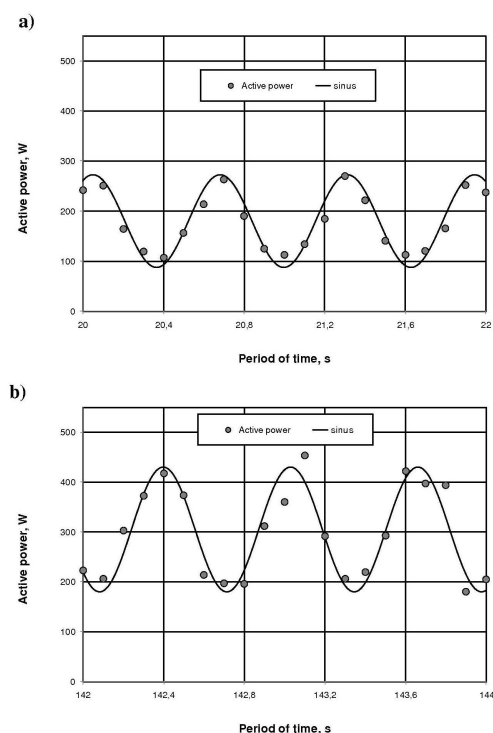 a)
500
400
300
200
100
0
Active power, W
Active power
sinus
20
20,4
20,8
21,2
21,6
22
Period of time, s
b)
500
400
300
200
100
0
Active power, W
Active power
sinus
142
142,4
142,8
143,2
143,6
144
Period of time, s